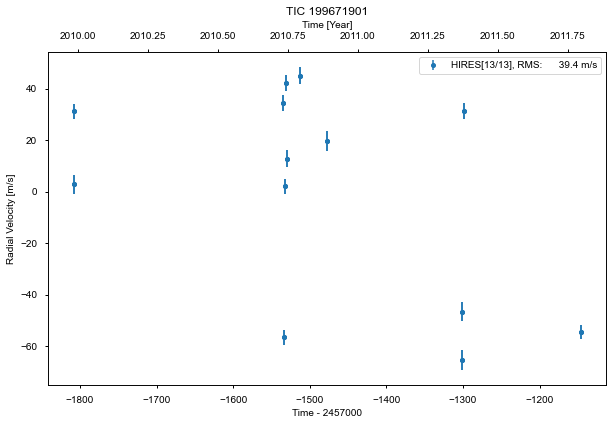 TIC 199671901
Time [Year]
2010.00 2010.25 2010.50 2010.75 2011.00 2011.25 2011.50 2011.75
HIRES[13/13], RMS: 39.4 m/s
40
20
0
−20
−40
−60
Radial Velocity [m/s]
−1800 −1700 −1600 −1500 −1400 −1300 −1200
Time - 2457000